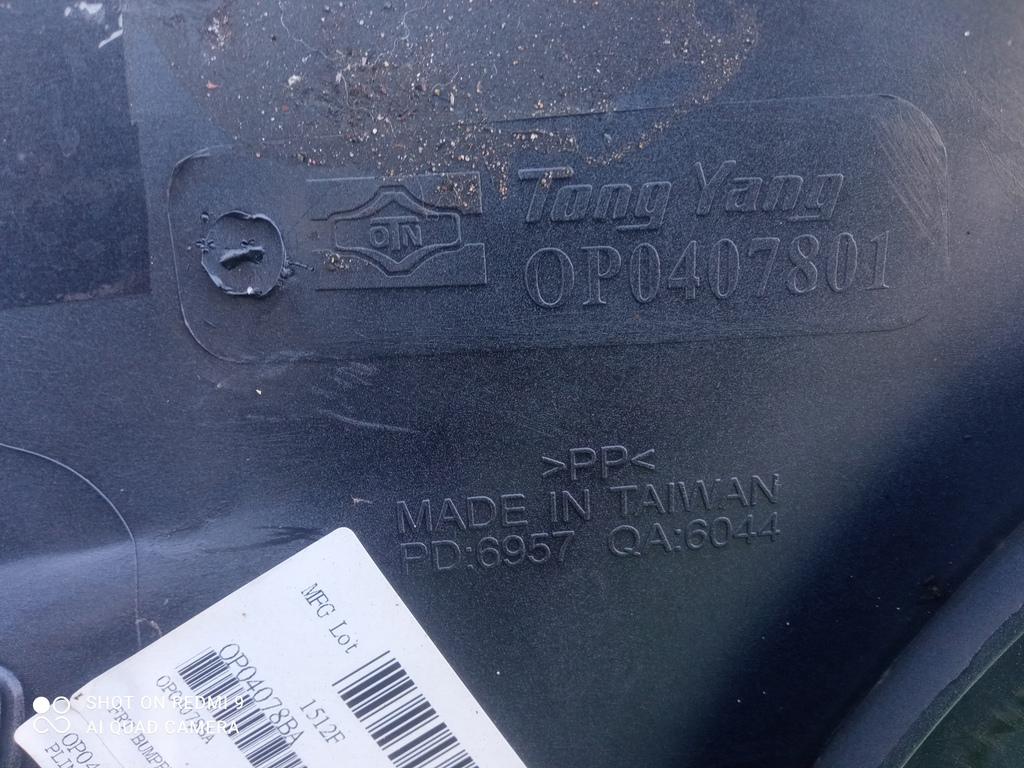 Tong Yang
OTN
OP0407801
>PP<
MADE IN TAIWAN
PD:6957 QA:6044
MFG Lot
1512F
OP04078BA
SHOT ON REDMI 9
AI QUAD CAMERA